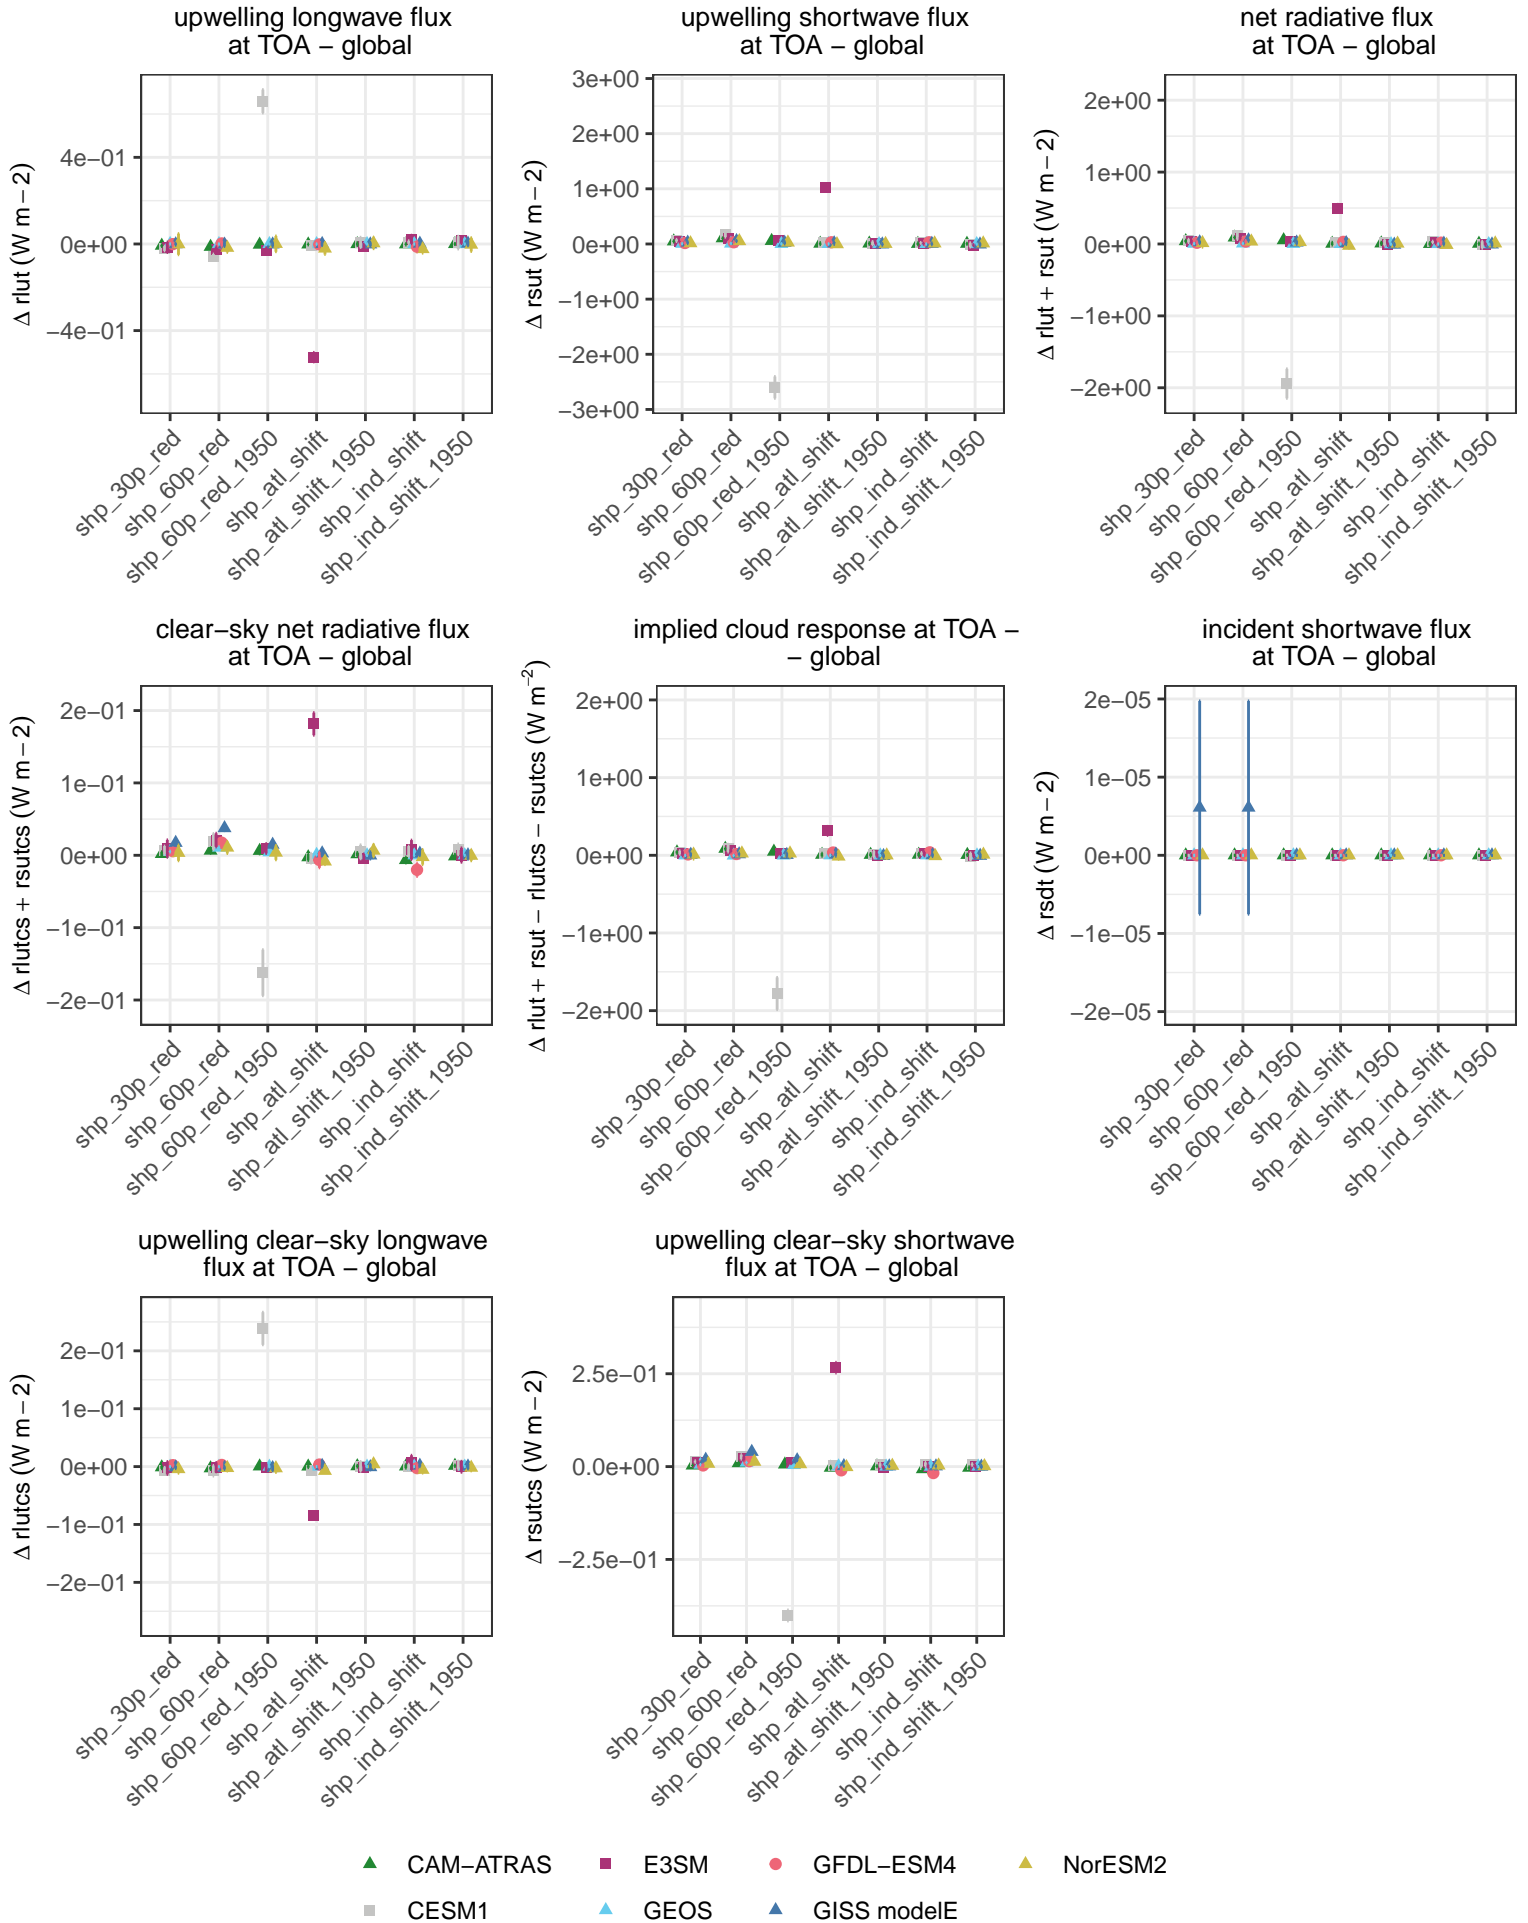 upwelling longwave flux
at TOA − global
Δ rlut (W m − 2)
4e−01
0e+00
−4e−01
shp_30p_red
shp_60p_red
shp_60p_red_1950
shp_atl_shift
shp_atl_shift_1950
shp_ind_shift
shp_ind_shift_1950
upwelling shortwave flux
at TOA − global
Δ rsut (W m − 2)
3e+00
2e+00
1e+00
0e+00
−1e+00
−2e+00
−3e+00
shp_30p_red
shp_60p_red
shp_60p_red_1950
shp_atl_shift
shp_atl_shift_1950
shp_ind_shift
shp_ind_shift_1950
net radiative flux
at TOA − global
Δ rlut + rsut (W m − 2)
2e+00
1e+00
0e+00
−1e+00
−2e+00
shp_30p_red
shp_60p_red
shp_60p_red_1950
shp_atl_shift
shp_atl_shift_1950
shp_ind_shift
shp_ind_shift_1950
clear−sky net radiative flux
at TOA − global
Δ rlutcs + rsutcs (W m − 2)
2e−01
1e−01
0e+00
−1e−01
−2e−01
shp_30p_red
shp_60p_red
shp_60p_red_1950
shp_atl_shift
shp_atl_shift_1950
shp_ind_shift
shp_ind_shift_1950
implied cloud response at TOA −
− global
Δ rlut + rsut − rlutcs − rsutcs (W m⁻²)
2e+00
1e+00
0e+00
−1e+00
−2e+00
shp_30p_red
shp_60p_red
shp_60p_red_1950
shp_atl_shift
shp_atl_shift_1950
shp_ind_shift
shp_ind_shift_1950
incident shortwave flux
at TOA − global
Δ rsdt (W m − 2)
2e−05
1e−05
0e+00
−1e−05
−2e−05
shp_30p_red
shp_60p_red
shp_60p_red_1950
shp_atl_shift
shp_atl_shift_1950
shp_ind_shift
shp_ind_shift_1950
upwelling clear−sky longwave
flux at TOA − global
Δ rlutcs (W m − 2)
2e−01
1e−01
0e+00
−1e−01
−2e−01
shp_30p_red
shp_60p_red
shp_60p_red_1950
shp_atl_shift
shp_atl_shift_1950
shp_ind_shift
shp_ind_shift_1950
upwelling clear−sky shortwave
flux at TOA − global
Δ rsutcs (W m − 2)
2.5e−01
0.0e+00
−2.5e−01
shp_30p_red
shp_60p_red
shp_60p_red_1950
shp_atl_shift
shp_atl_shift_1950
shp_ind_shift
shp_ind_shift_1950
CAM−ATRAS E3SM GFDL−ESM4 NorESM2
CESM1 GEOS GISS modelE